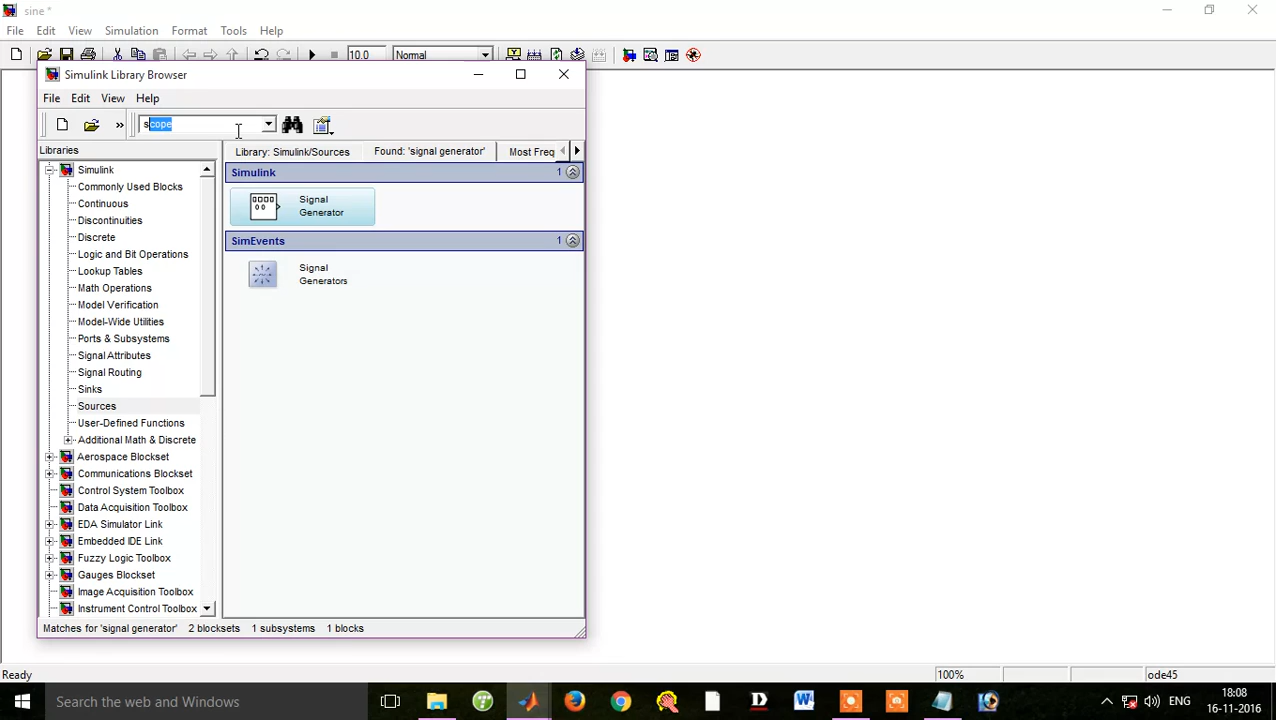 sine *
File Edit View Simulation Format Tools Help
10.0 Normal
Simulink Library Browser
File Edit View Help
» scope
Libraries
Library: Simulink/Sources Found: 'signal generator' Most Freq
Simulink 1
Signal
Generator
SimEvents 1
Signal
Generators
Simulink
Commonly Used Blocks
Continuous
Discontinuities
Discrete
Logic and Bit Operations
Lookup Tables
Math Operations
Model Verification
Model-Wide Utilities
Ports & Subsystems
Signal Attributes
Signal Routing
Sinks
Sources
User-Defined Functions
Additional Math & Discrete
Aerospace Blockset
Communications Blockset
Control System Toolbox
Data Acquisition Toolbox
EDA Simulator Link
Embedded IDE Link
Fuzzy Logic Toolbox
Gauges Blockset
Image Acquisition Toolbox
Instrument Control Toolbox
Matches for 'signal generator' 2 blocksets 1 subsystems 1 blocks
Ready 100% ode45
Search the web and Windows
ENG
18:08
16-11-2016